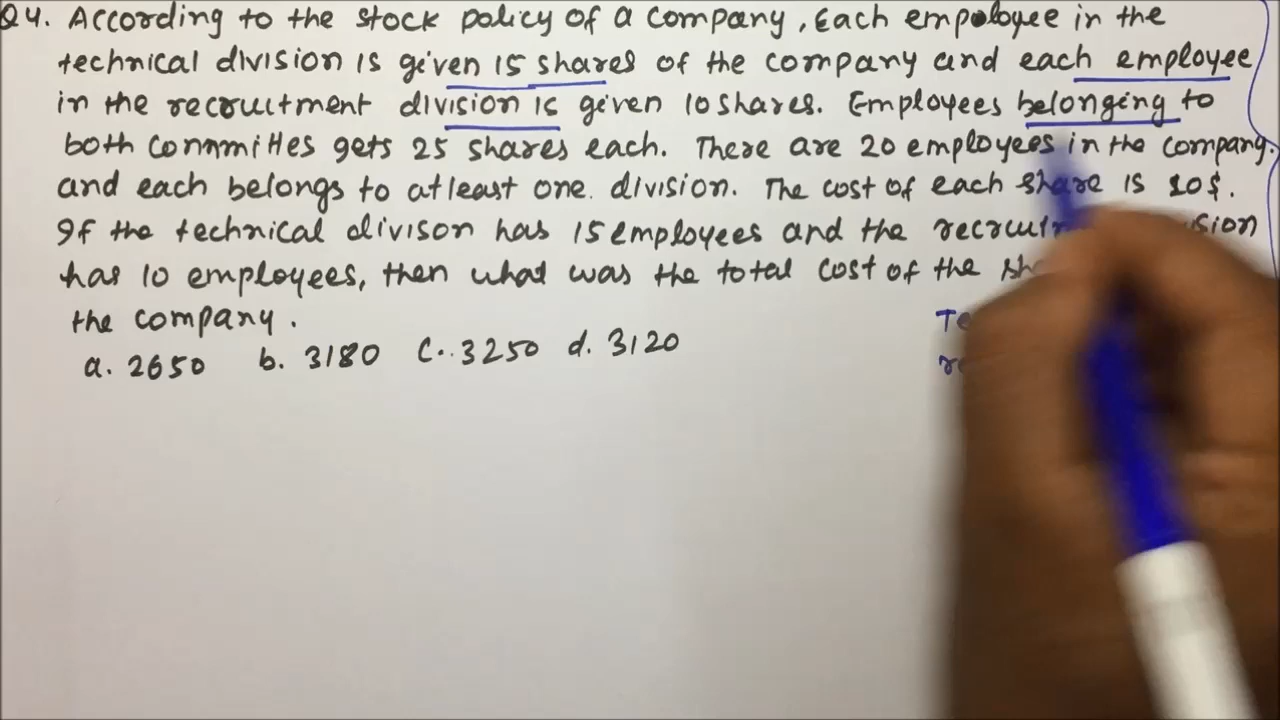 Q4. According to the stock policy of a company, Each empoloyee in the
technical division is given 15 shares of the company and each employee
in the recruitment division is given 10 shares. Employees belonging to
both committes gets 25 shares each. There are 20 employees in the company.
and each belongs to atleast one division. The cost of each share is 10$.
If the technical divison has 15 employees and the
has 10 employees, then what was the total cost of the
the company.
a. 2650 b. 3180 c. 3250 d. 3120